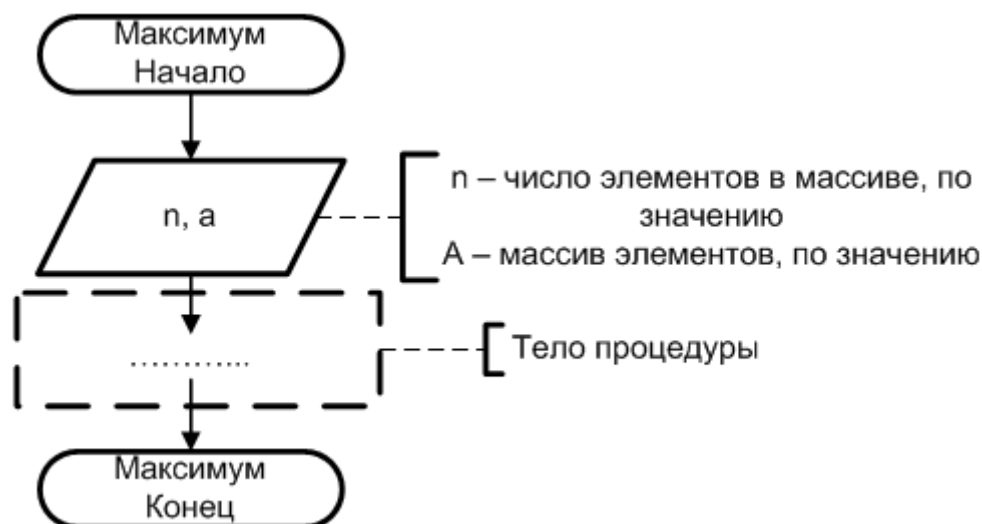 Максимум
Начало
n, a
n – число элементов в массиве, по
значению
А – массив элементов, по значению
............
Тело процедуры
Максимум
Конец